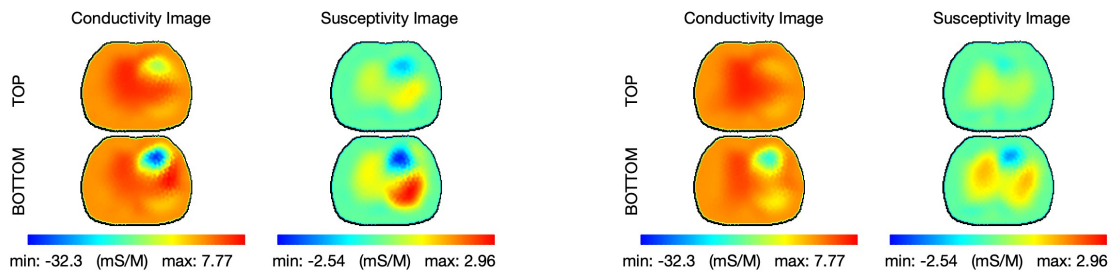 Conductivity Image
Susceptivity Image
TOP
BOTTOM
min: -32.3 (mS/M) max: 7.77
min: -2.54 (mS/M) max: 2.96
Conductivity Image
Susceptivity Image
TOP
BOTTOM
min: -32.3 (mS/M) max: 7.77
min: -2.54 (mS/M) max: 2.96